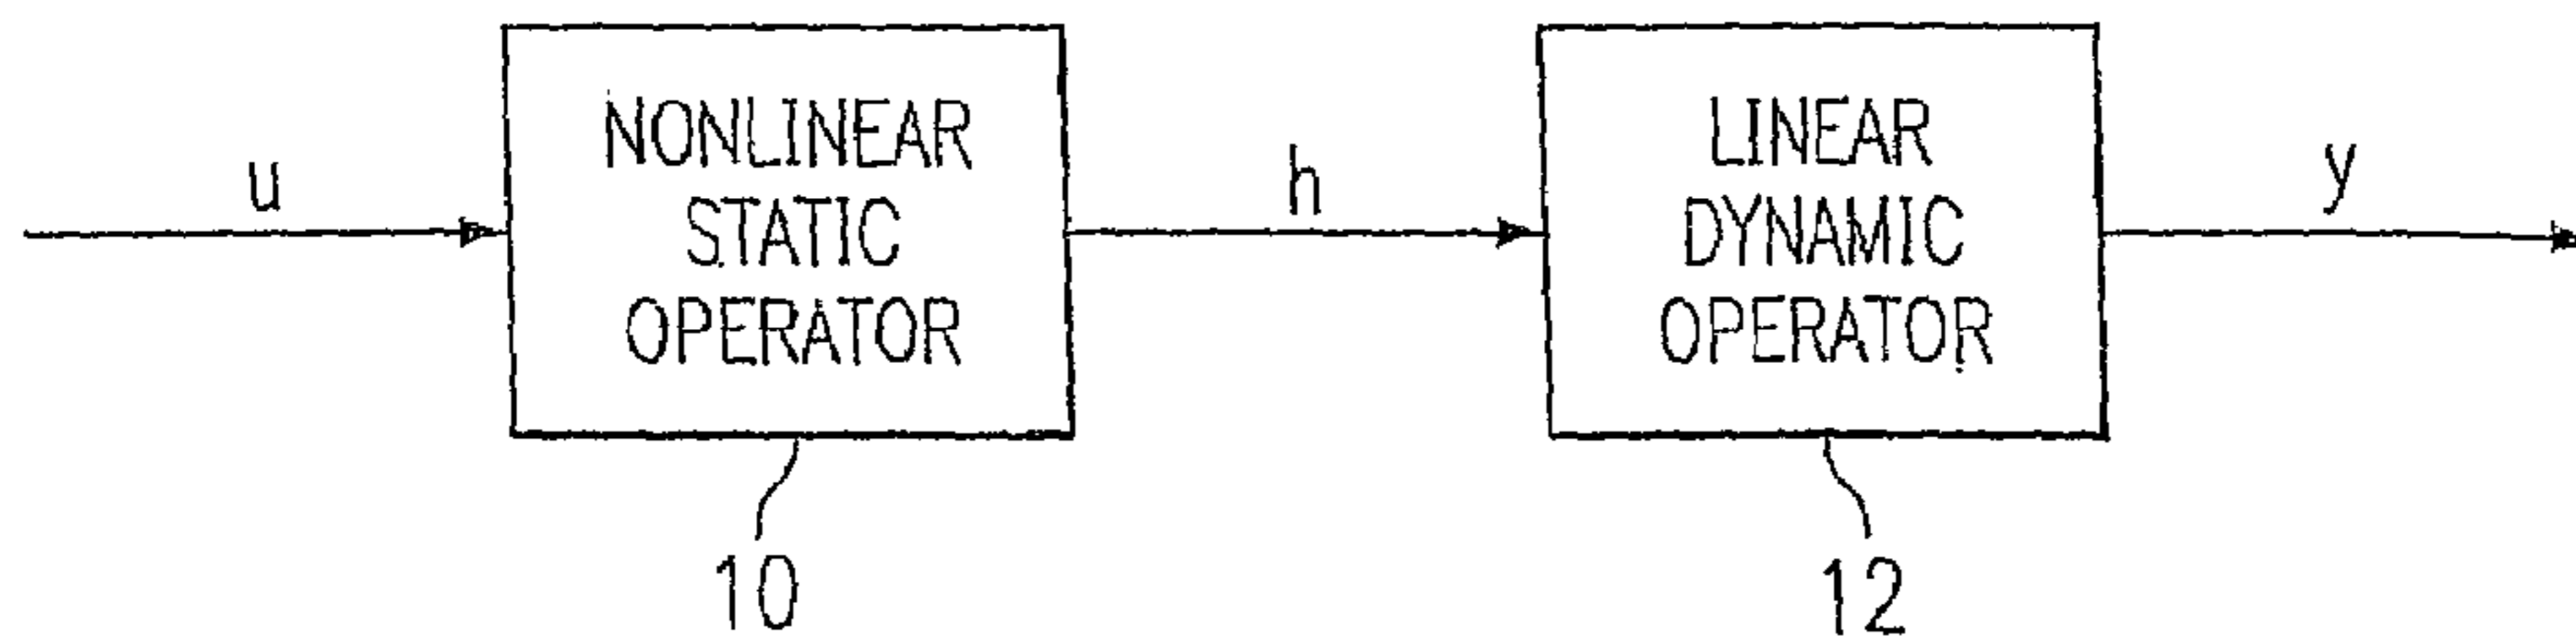 u
NONLINEAR
STATIC
OPERATOR
h
LINEAR
DYNAMIC
OPERATOR
y
10
12